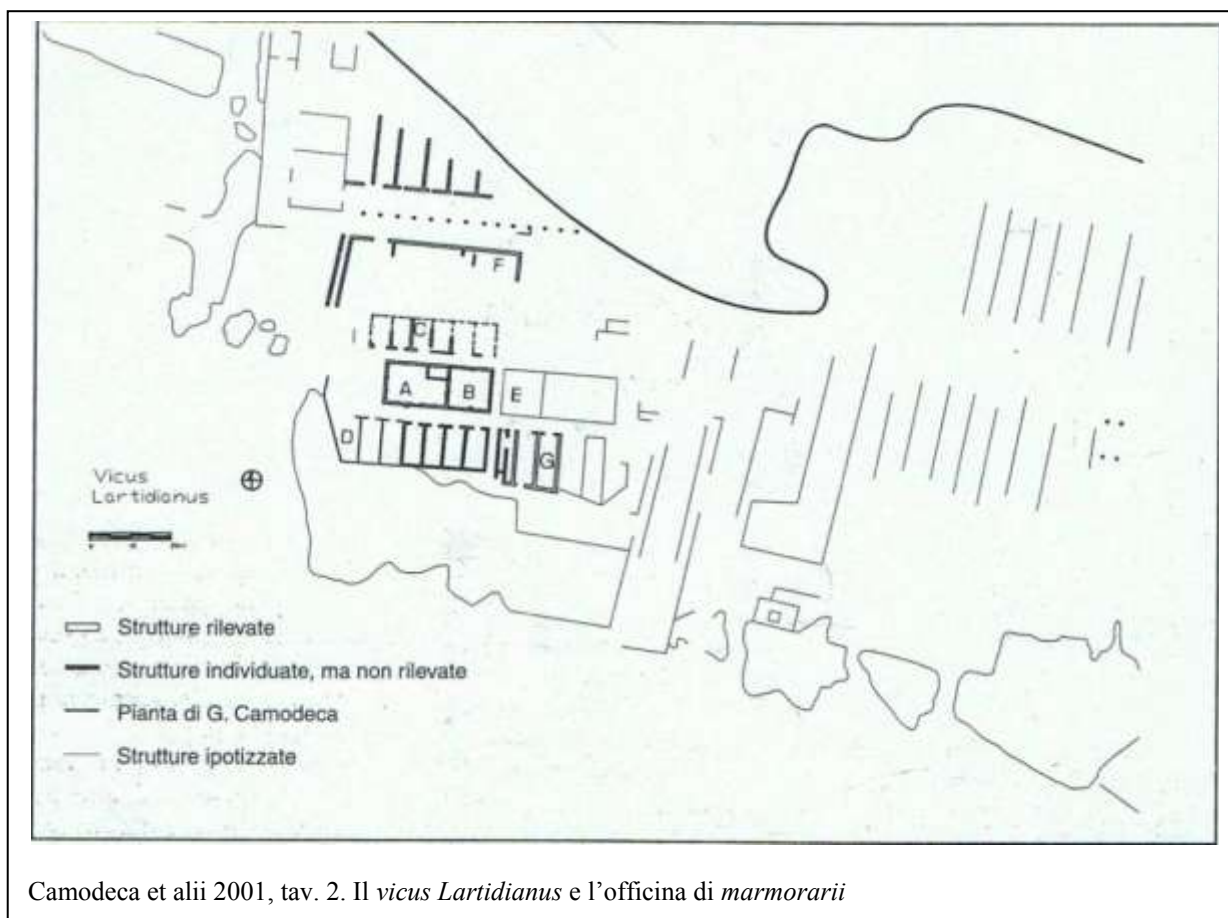 F
C
A
B
E
D
G
Vicus
Lartidianus
Strutture rilevate
Strutture individuate, ma non rilevate
Pianta di G. Camodeca
Strutture ipotizzate
Camodeca et alii 2001, tav. 2. Il vicus Lartidianus e l’officina di marmorarii